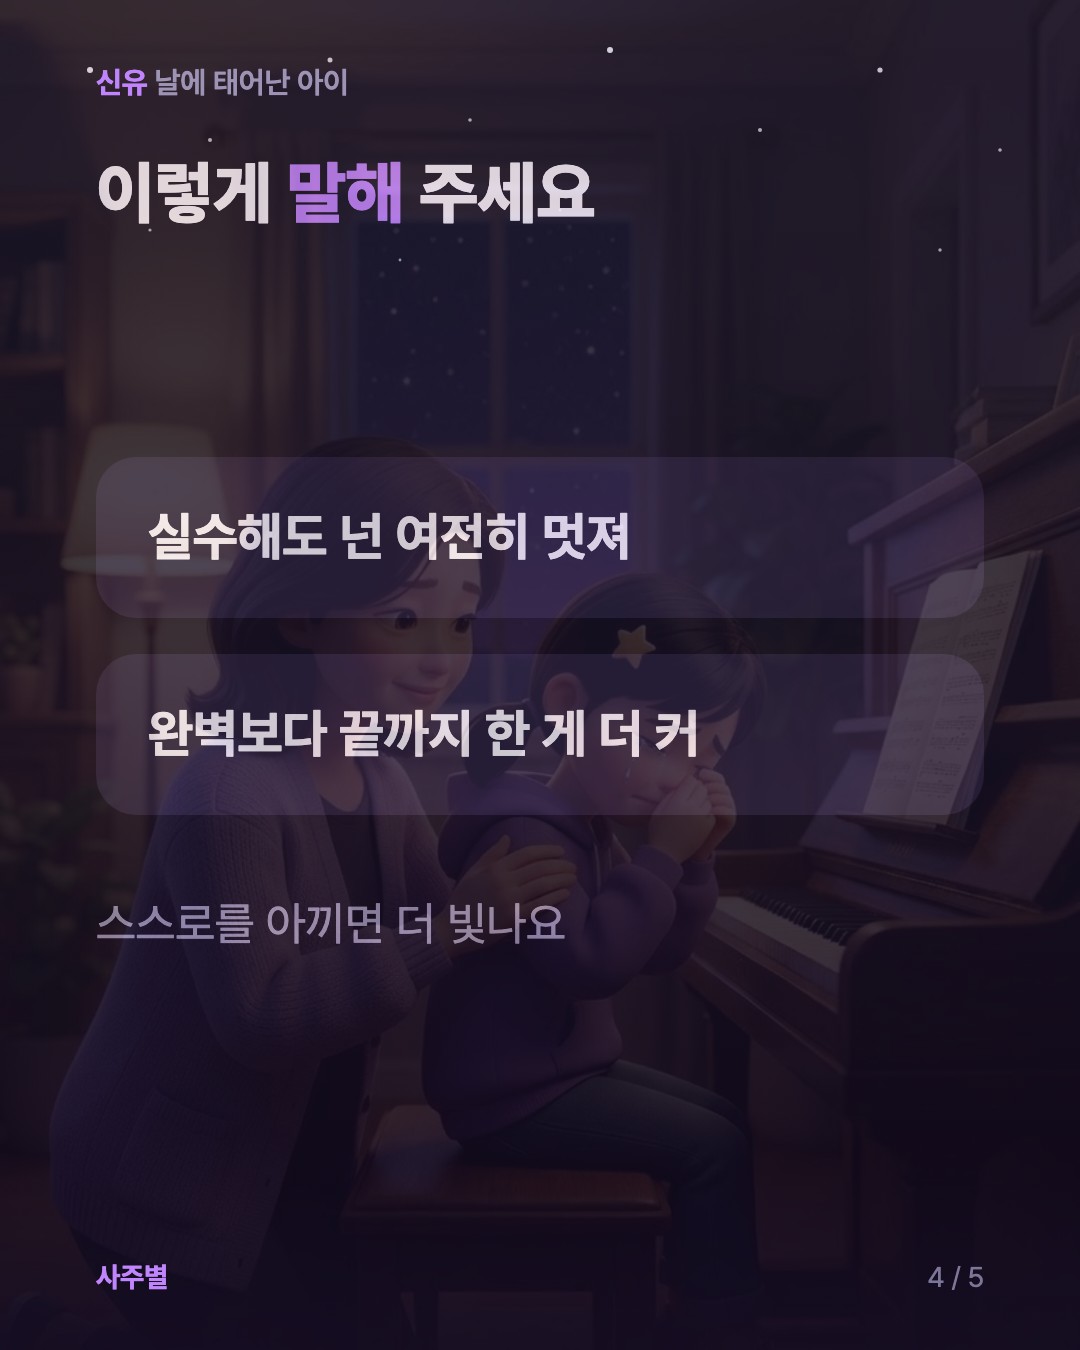 신유 날에 태어난 아이
이렇게 말해 주세요
실수해도 넌 여전히 멋져
완벽보다 끝까지 한 게 더 커
스스로를 아끼면 더 빛나요
사주별
4 / 5